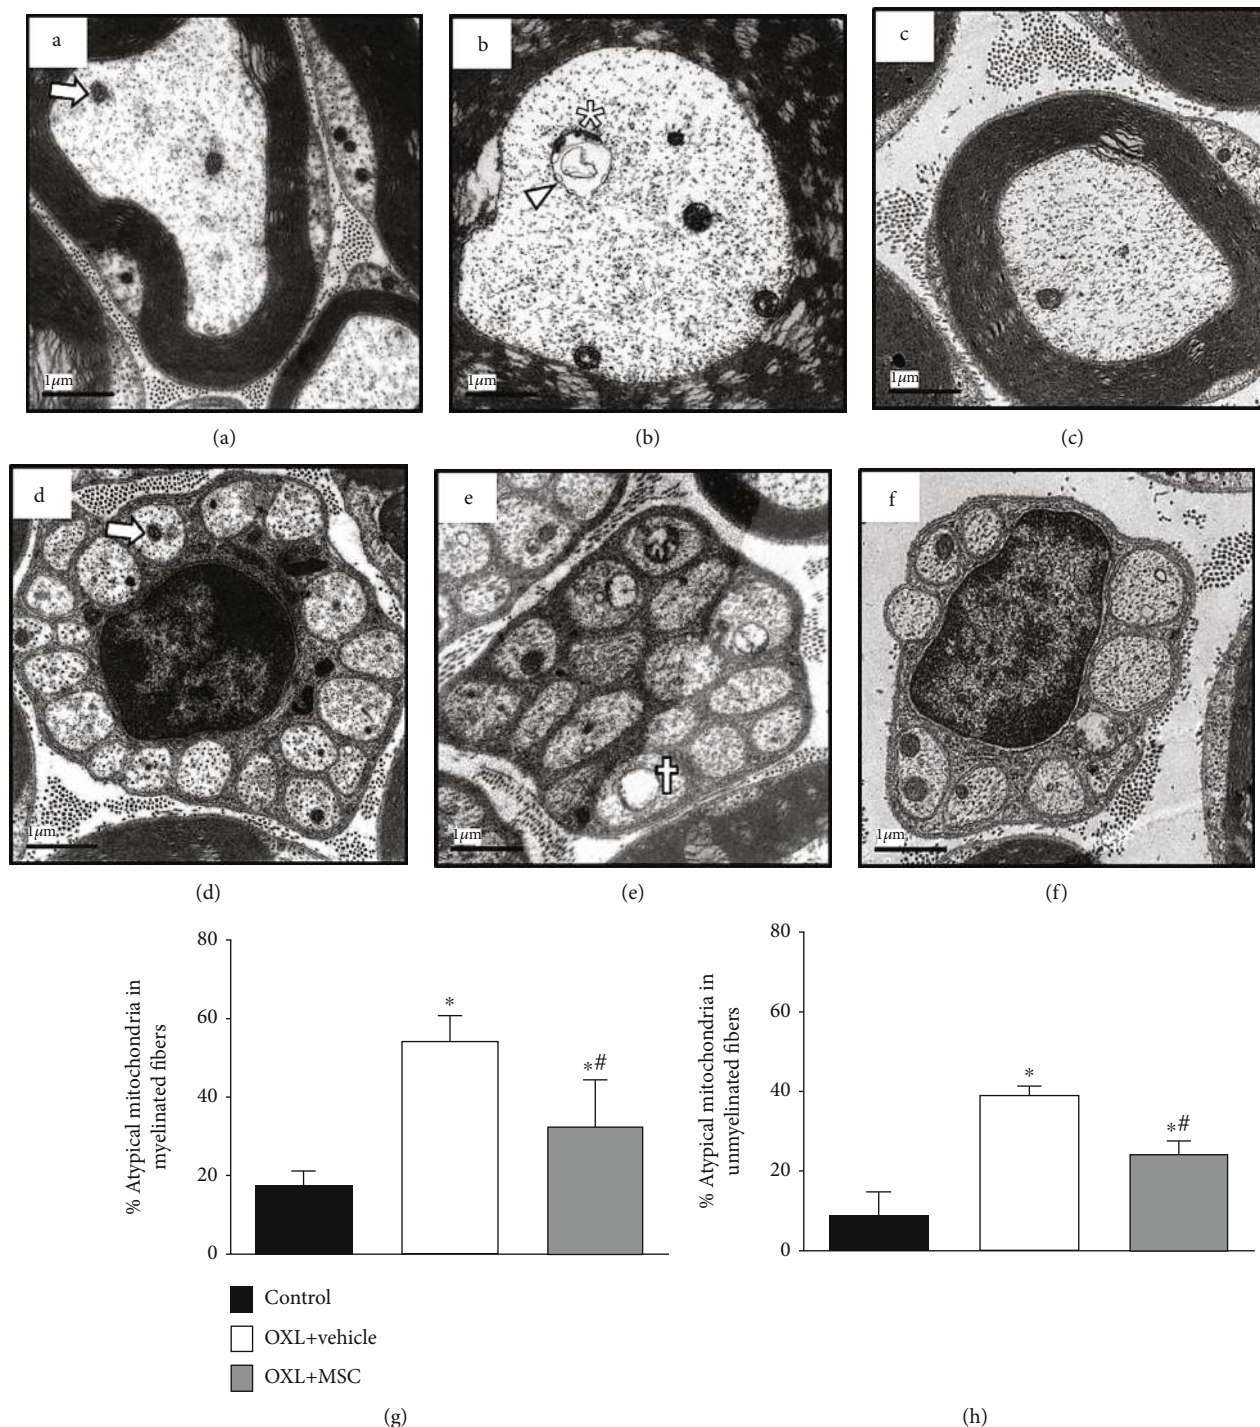 a
b
c
1μm
1μm
1μm
(a)
(b)
(c)
d
e
f
†
1μm
1μm
1μm
(d)
(e)
(f)
% Atypical mitochondria in
myelinated fibers
80
60
40
20
0
*
*#
Control
OXL+vehicle
OXL+MSC
(g)
% Atypical mitochondria in
unmyelinated fibers
80
60
40
20
0
*
*#
(h)